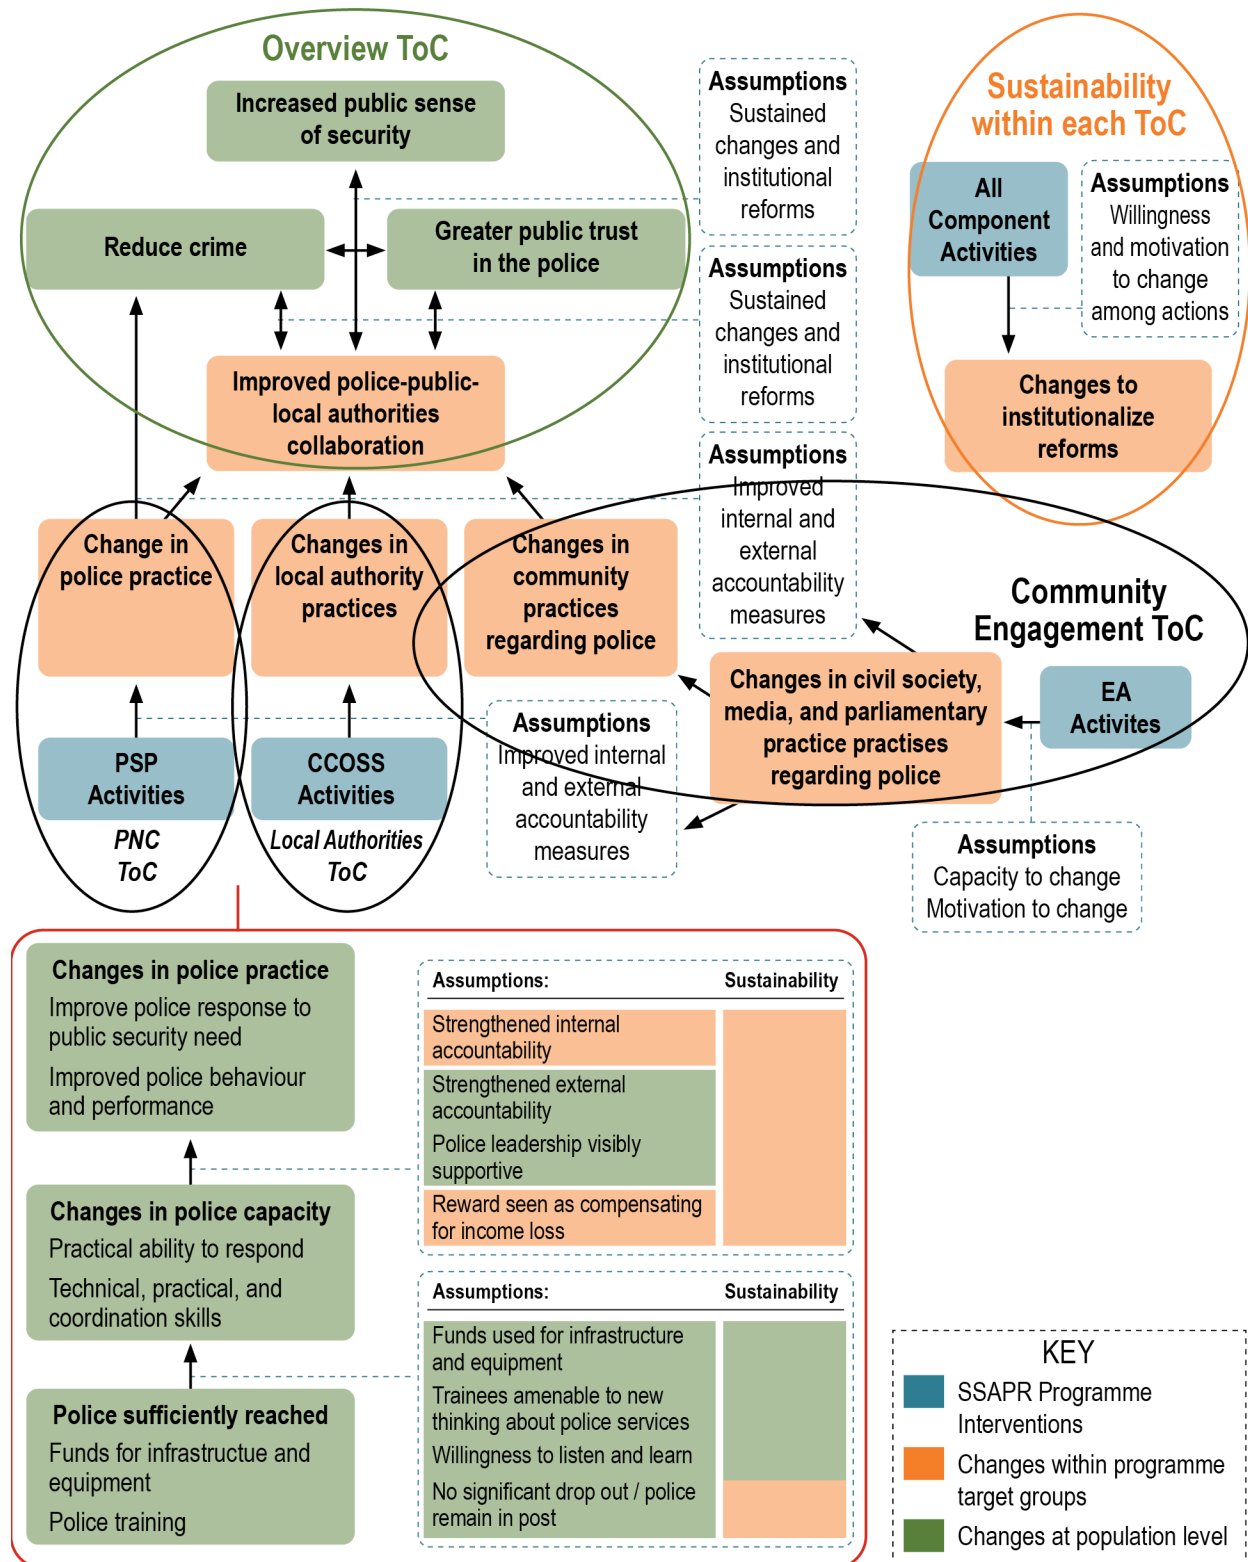 Overview ToC
Increased public sense
of security
Reduce crime
Greater public trust
in the police
Improved police-public-
local authorities
collaboration
Assumptions
Sustained
changes and
institutional
reforms
Assumptions
Sustained
changes and
institutional
reforms
Assumptions
Improved
internal and
external
accountability
measures
Sustainability
within each ToC
All
Component
Activities
Assumptions
Willingness
and motivation
to change
among actions
Changes to
institutionalize
reforms
Change in
police practice
Changes in
local authority
practices
Changes in
community
practices
regarding police
Community
Engagement ToC
Changes in civil society,
media, and parliamentary
practice practises
regarding police
EA
Activites
PSP
Activities
PNC
ToC
CCOSS
Activities
Local Authorities
ToC
Assumptions
Improved internal
and external
accountability
measures
Assumptions
Capacity to change
Motivation to change
Changes in police practice
Improve police response to
public security need
Improved police behaviour
and performance
Assumptions: Sustainability
Strengthened internal
accountability
Strengthened external
accountability
Police leadership visibly
supportive
Reward seen as compensating
for income loss
Changes in police capacity
Practical ability to respond
Technical, practical, and
coordination skills
Assumptions: Sustainability
Funds used for infrastructure
and equipment
Trainees amenable to new
thinking about police services
Willingness to listen and learn
No significant drop out / police
remain in post
Police sufficiently reached
Funds for infrastructue and
equipment
Police training
KEY
SSAPR Programme
Interventions
Changes within programme
target groups
Changes at population level